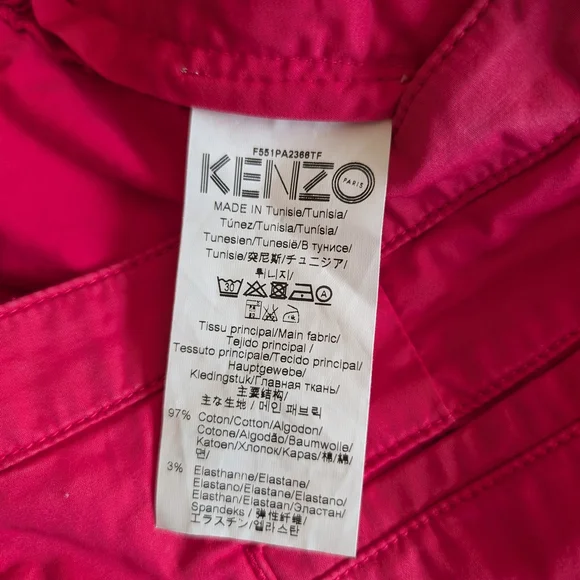 F551PA2366TF
KENZO
PARIS
MADE IN Tunisie/Tunisia/
Túnez/Tunisia/Tunísia/
Tunesien/Tunesië/В тунисе/
Tunisie/突尼斯/チュニジア/
튀니지/
30 A
Tissu principal/Main fabric/
Tejido principal /
Tessuto principale/Tecido principal/
Hauptgewebe/
Kledingstuk/Главная ткань/
主要结构/
主な生地 / 메인 패브릭
97% Coton/Cotton/Algodon/
Cotone/Algodão/Baumwolle/
Katoen/Хлопок/Kapas/棉/綿/
면/
3% Elasthanne/Elastane/
Elastano/Elastane/Elastano/
Elasthan/Elastaan/Эластан/
Spandeks / 弹性纤维/
エラスチン/엘라스탄